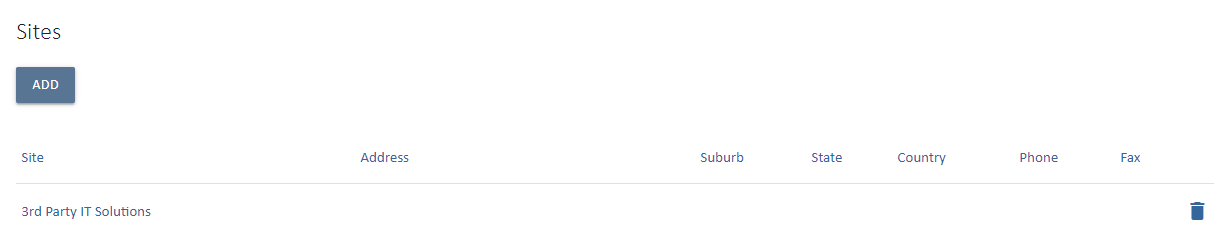 Sites
ADD
Site Address Suburb State Country Phone Fax
3rd Party IT Solutions